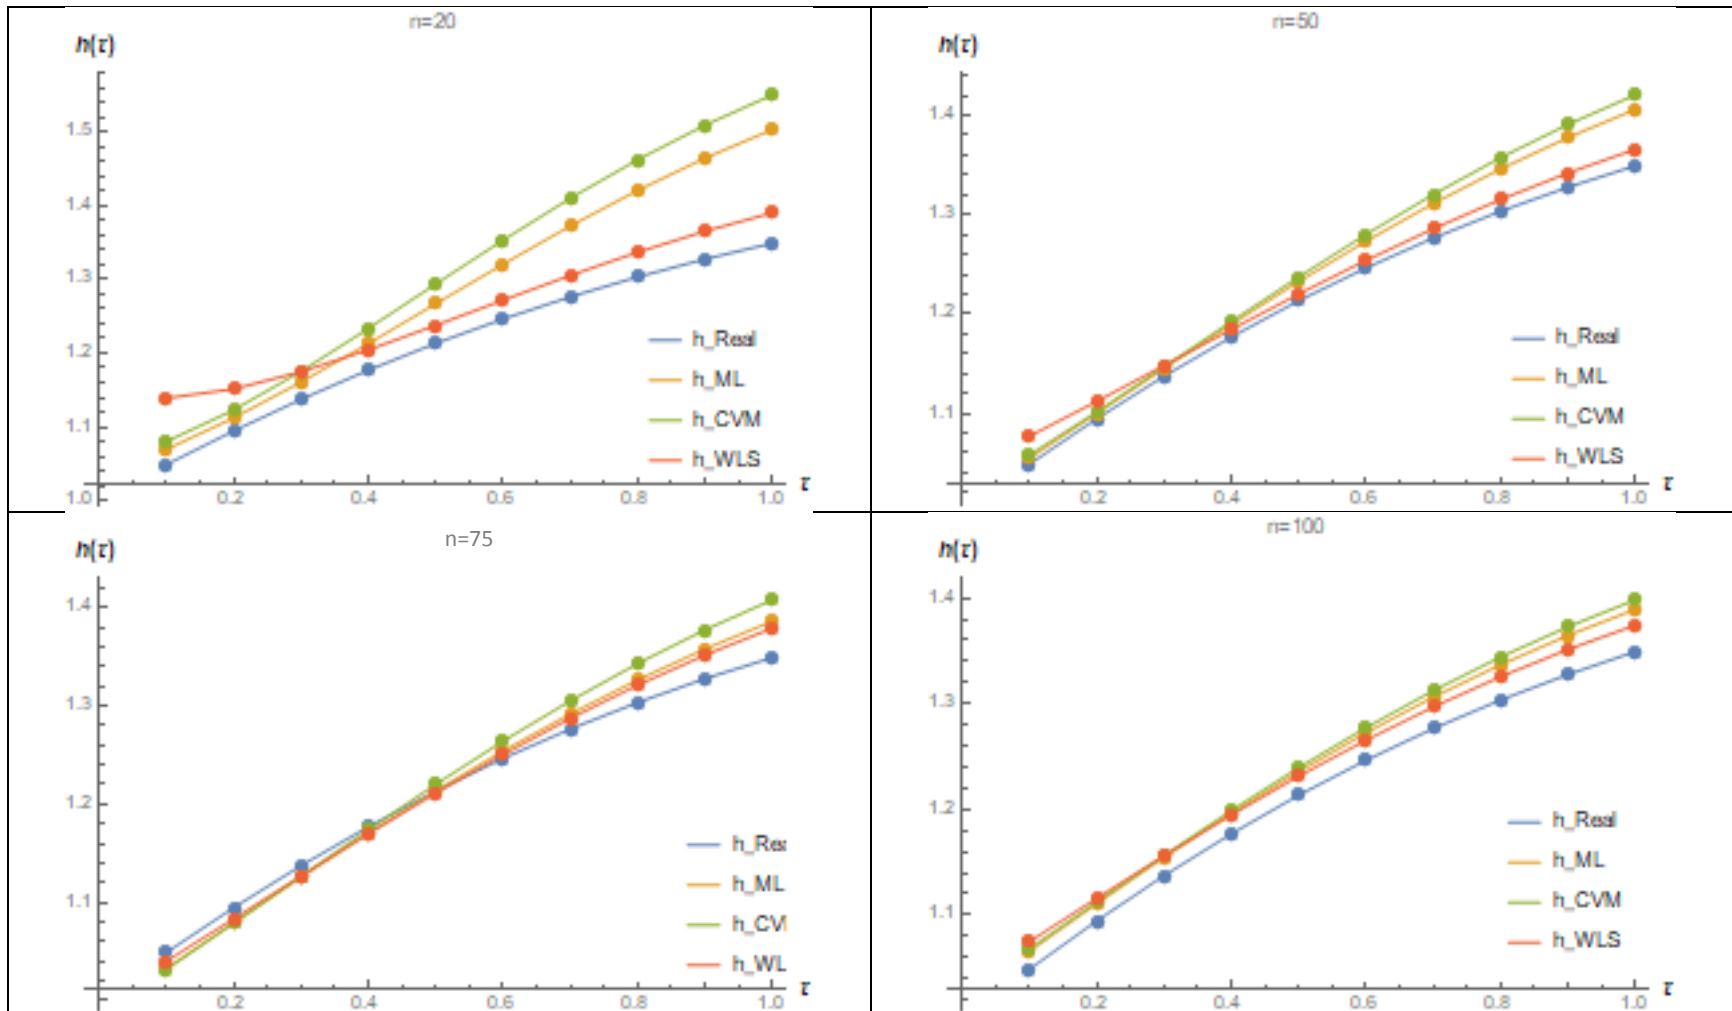 n=20
h(τ)
1.5
1.4
1.3
1.2
1.1
1.0
0.2
0.4
0.6
0.8
1.0
τ
h_Real
h_ML
h_CVM
h_WLS
n=50
h(τ)
1.4
1.3
1.2
1.1
0.2
0.4
0.6
0.8
1.0
τ
h_Real
h_ML
h_CVM
h_WLS
n=75
h(τ)
1.4
1.3
1.2
1.1
0.2
0.4
0.6
0.8
1.0
τ
h_Rea
h_ML
h_CVI
h_WL
n=100
h(τ)
1.4
1.3
1.2
1.1
0.2
0.4
0.6
0.8
1.0
τ
h_Real
h_ML
h_CVM
h_WLS